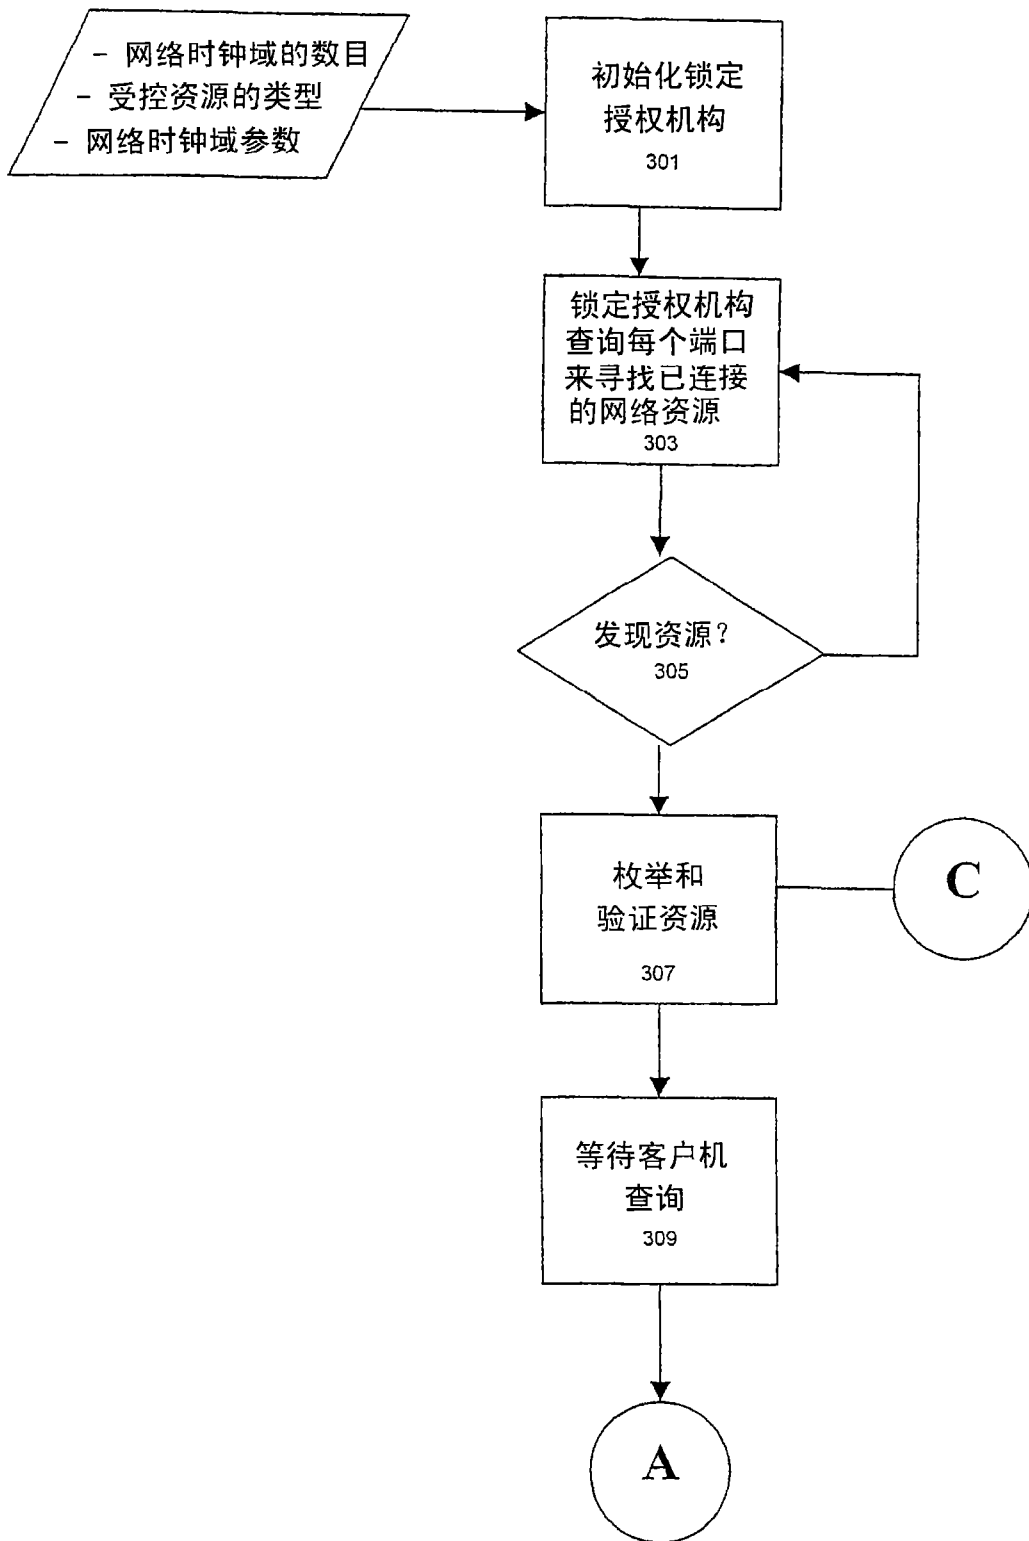 - 网络时钟域的数目
- 受控资源的类型
- 网络时钟域参数
初始化锁定
授权机构
301
锁定授权机构
查询每个端口
来寻找已连接
的网络资源
303
发现资源?
305
枚举和
验证资源
307
C
等待客户机
查询
309
A